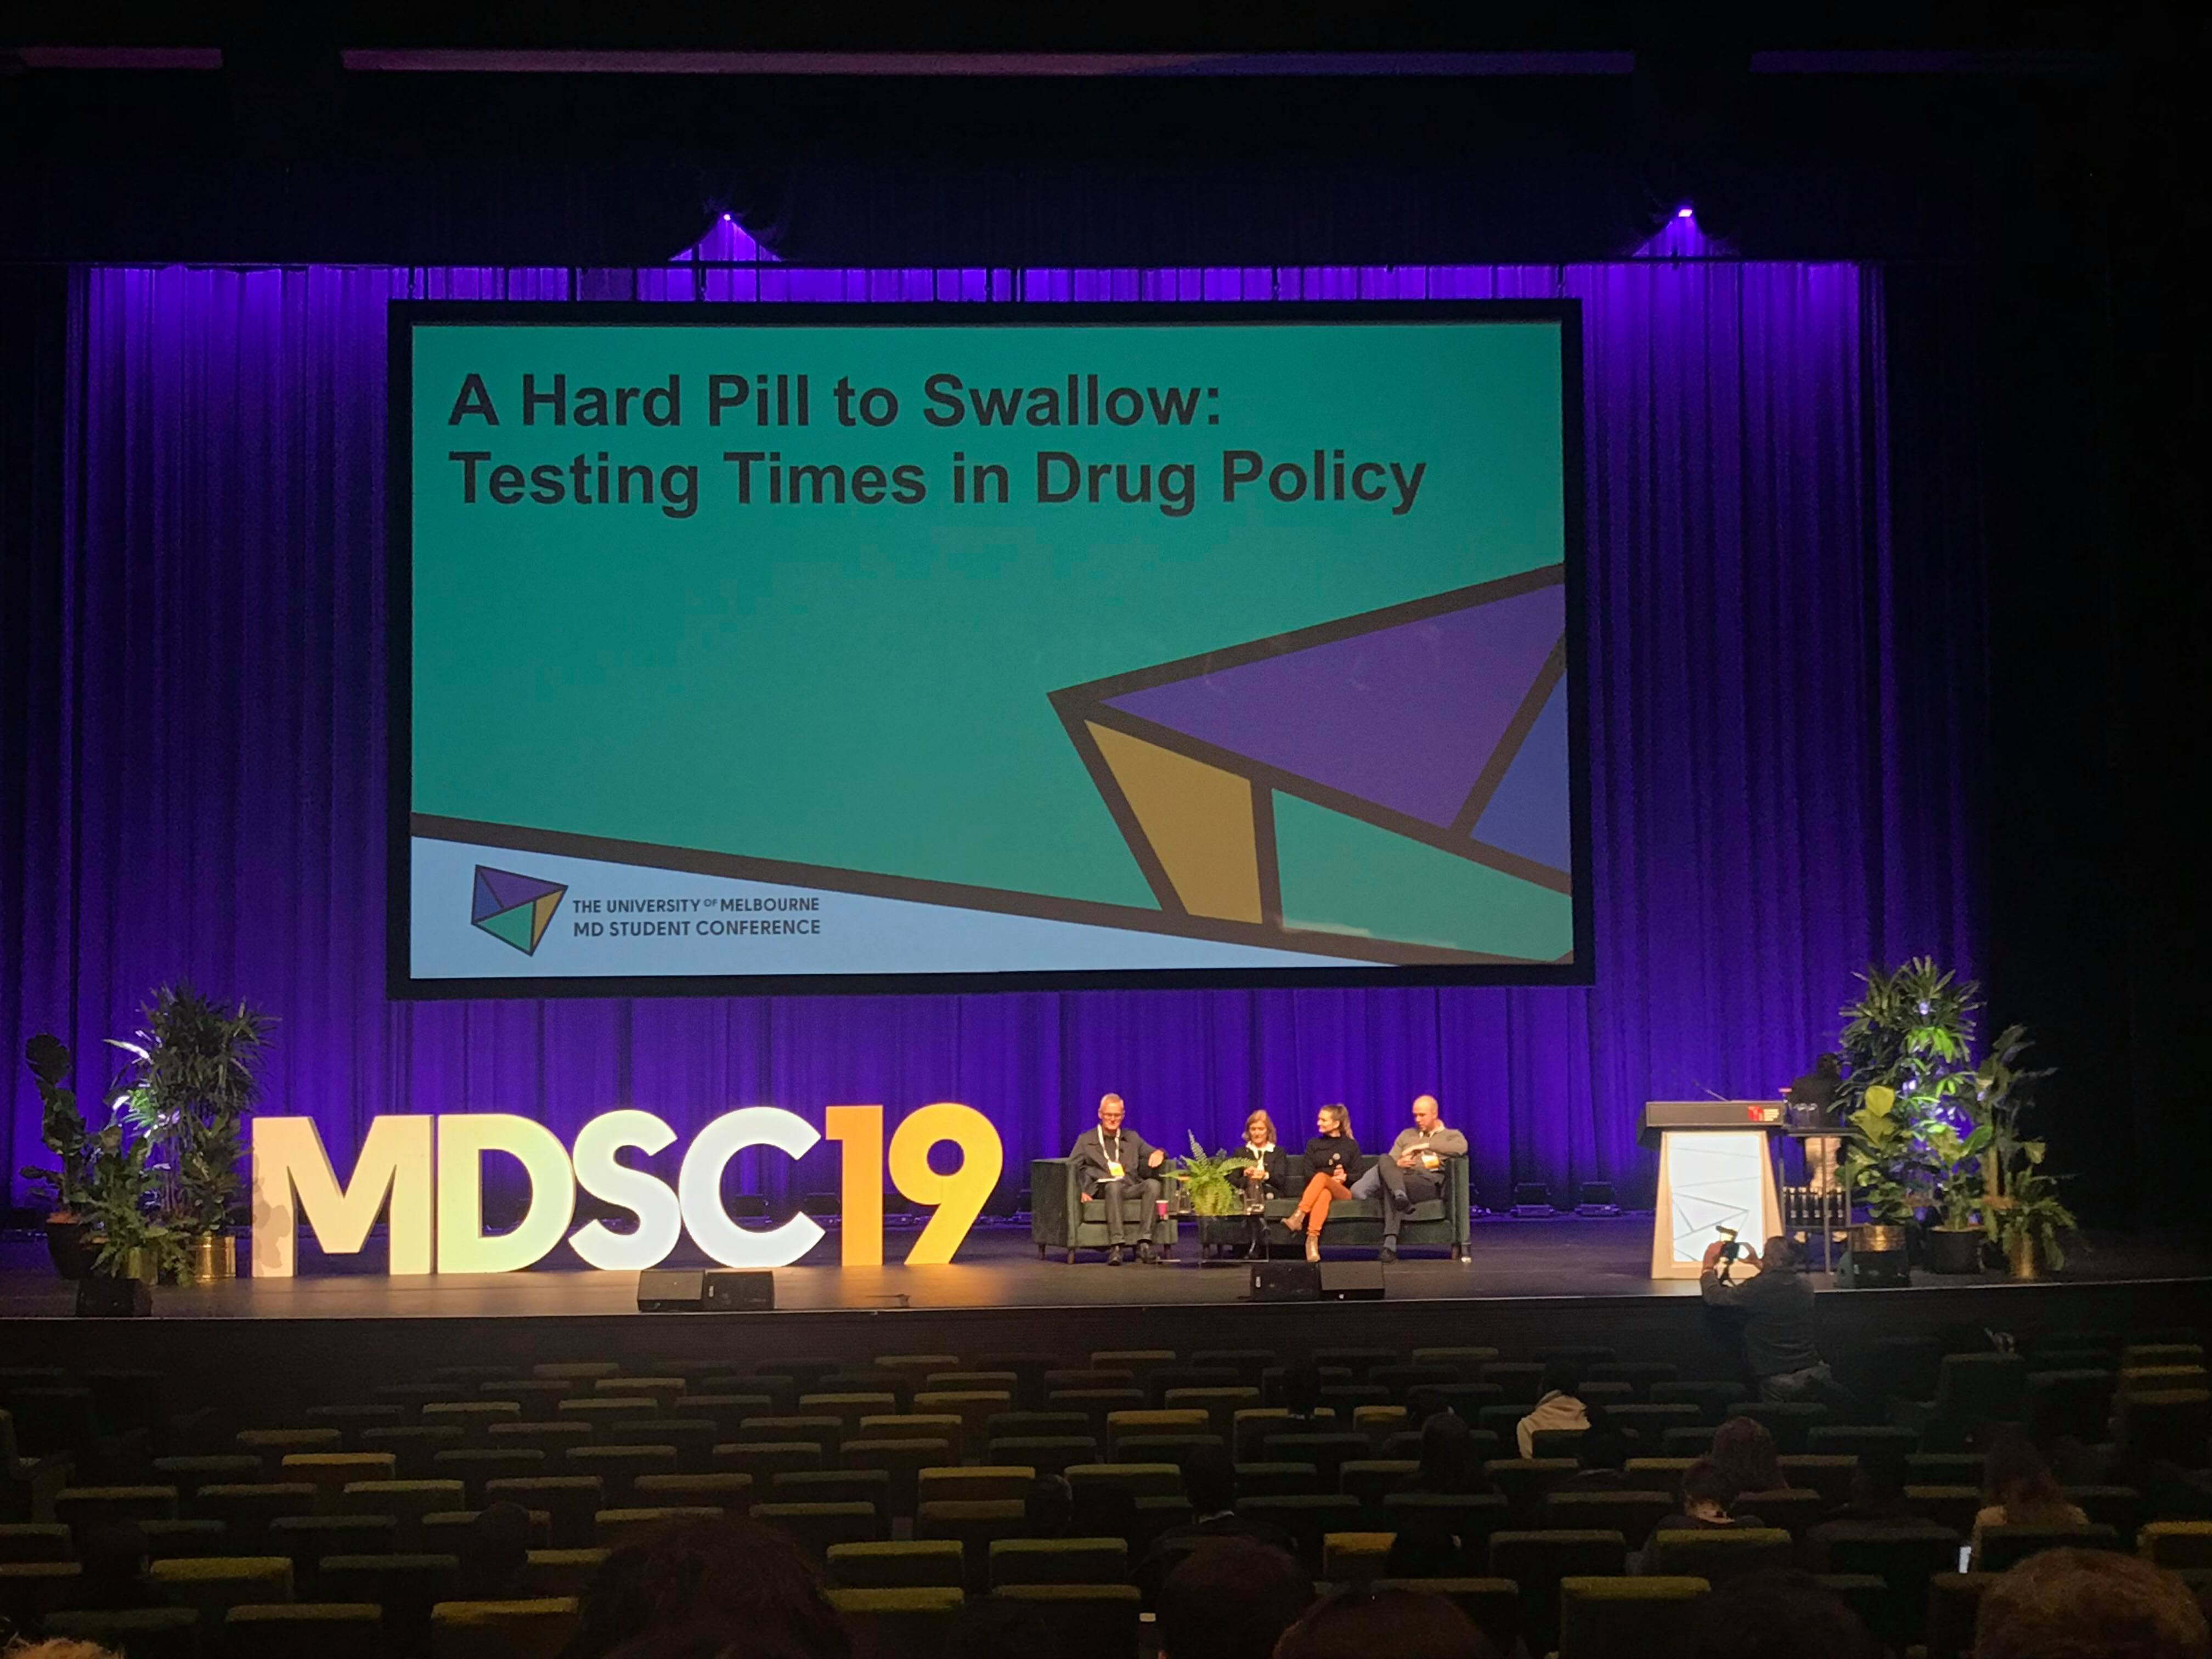 A Hard Pill to Swallow:
Testing Times in Drug Policy
THE UNIVERSITY OF MELBOURNE
MD STUDENT CONFERENCE
MDSC19